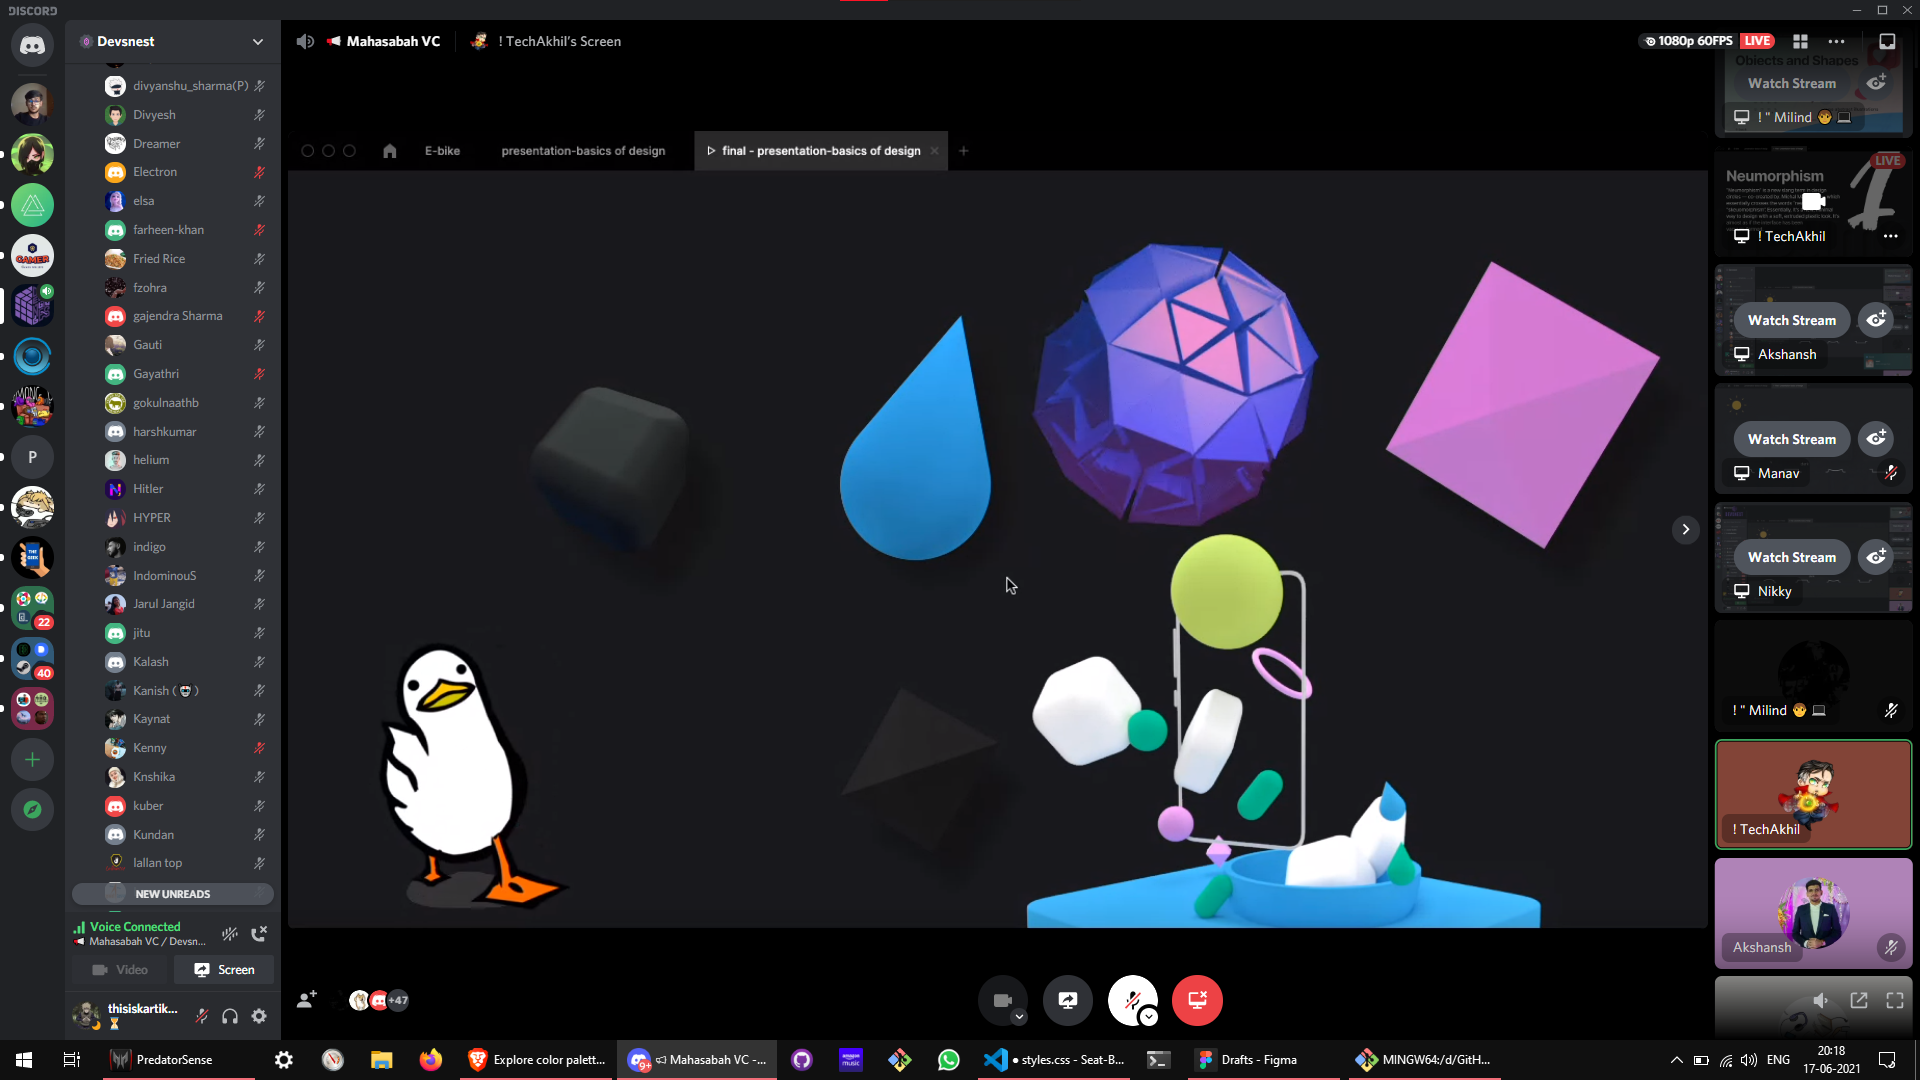 DISCORD
Devsnest
Mahasabah VC
! TechAkhil's Screen
1080p 60FPS
LIVE
divyanshu_sharma(P)
Divyesh
Dreamer
Electron
elsa
farheen-khan
Fried Rice
fzohra
gajendra Sharma
Gauti
Gayathri
gokulnaathb
harshkumar
helium
Hitler
HYPER
indigo
IndominouS
Jarul Jangid
jitu
Kalash
Kanish ( )
Kaynat
Kenny
Knshika
kuber
Kundan
lallan top
NEW UNREADS
Voice Connected
Mahasabah VC / Devsn...
Video
Screen
thisiskartik...
P
22
40
GAMER
E-bike
presentation-basics of design
final - presentation-basics of design
+47
Objects and Shapes
Watch Stream
! " Milind
LIVE
Neumorphism
! TechAkhil
Watch Stream
Akshansh
Watch Stream
Manav
Watch Stream
Nikky
! " Milind
! TechAkhil
Akshansh
PredatorSense
Explore color palett...
9+
Mahasabah VC -...
amazon music
• styles.css - Seat-B...
Drafts - Figma
MINGW64:/d/GitH...
ENG
20:18
17-06-2021